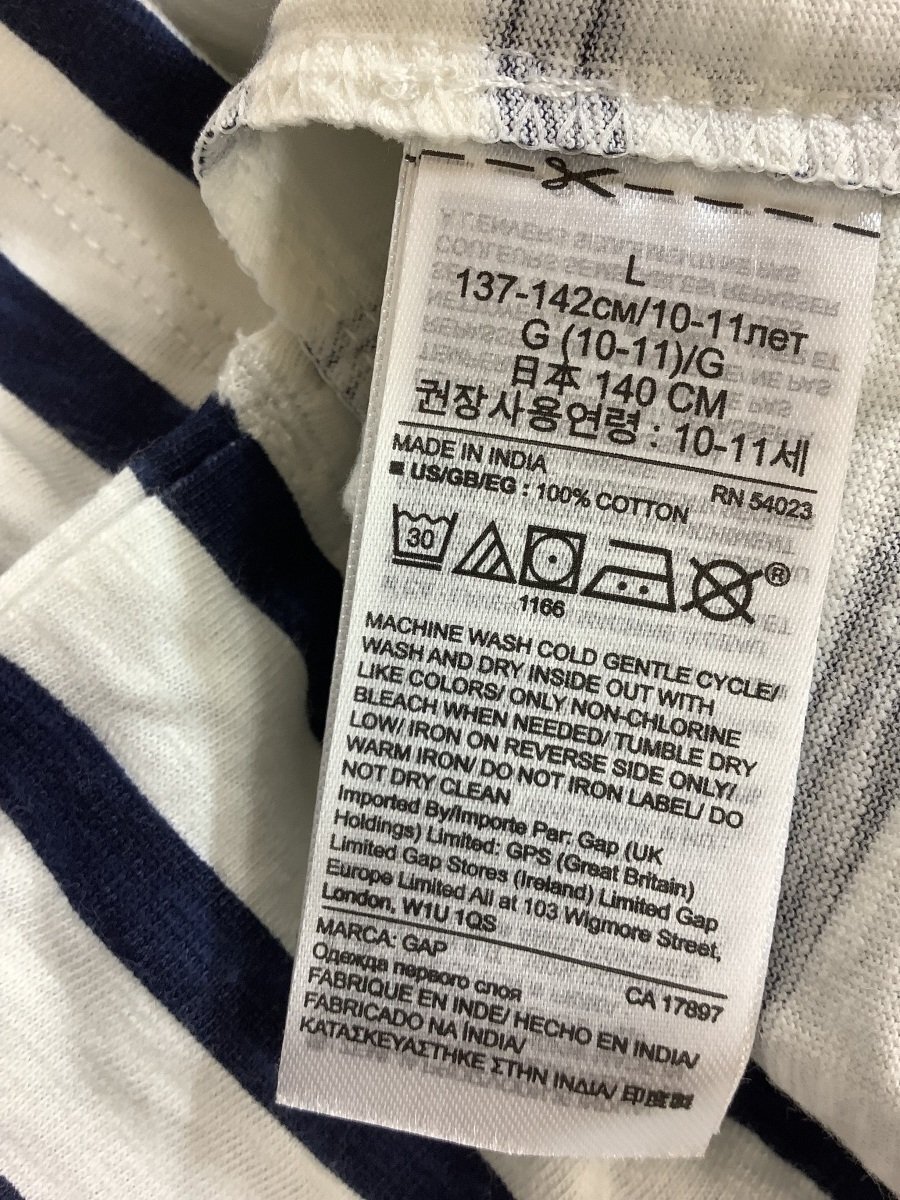 L
137-142см/10-11лет
G (10-11)/G
日本 140 CM
권장사용연령 : 10-11세
MADE IN INDIA
RN 54023
■ US/GB/EG : 100% COTTON
30
®
1166
MACHINE WASH COLD GENTLE CYCLE/
WASH AND DRY INSIDE OUT WITH
LIKE COLORS/ ONLY NON-CHLORINE
BLEACH WHEN NEEDED/ TUMBLE DRY
LOW/ IRON ON REVERSE SIDE ONLY/
WARM IRON/ DO NOT IRON LABEL/ DO
NOT DRY CLEAN
Imported By/Importe Par: Gap (UK
Holdings) Limited: GPS (Great Britain)
Limited Gap Stores (Ireland) Limited Gap
Europe Limited All at 103 Wigmore Street,
London, W1U 1QS
MARCA: GAP
CA 17897
Одежда первого слоя
FABRIQUE EN INDE/ HECHO EN INDIA/
FABRICADO NA ÍNDIA/
ΚΑΤΑΣΚΕΥΑΣΤΗΚΕ ΣΤΗΝ ΙΝΔΙΑ/ 印度製